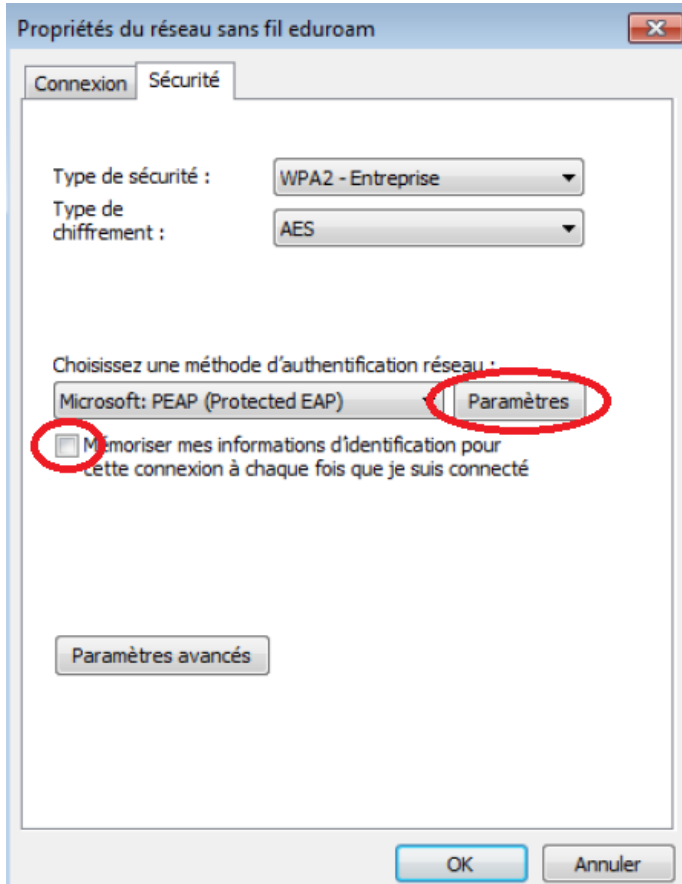 Propriétés du réseau sans fil eduroam
Connexion
Sécurité
Type de sécurité :
WPA2 - Entreprise
Type de
chiffrement :
AES
Choisissez une méthode d'authentification réseau :
Microsoft: PEAP (Protected EAP)
Paramètres
Mémoriser mes informations d'identification pour
cette connexion à chaque fois que je suis connecté
Paramètres avancés
OK
Annuler